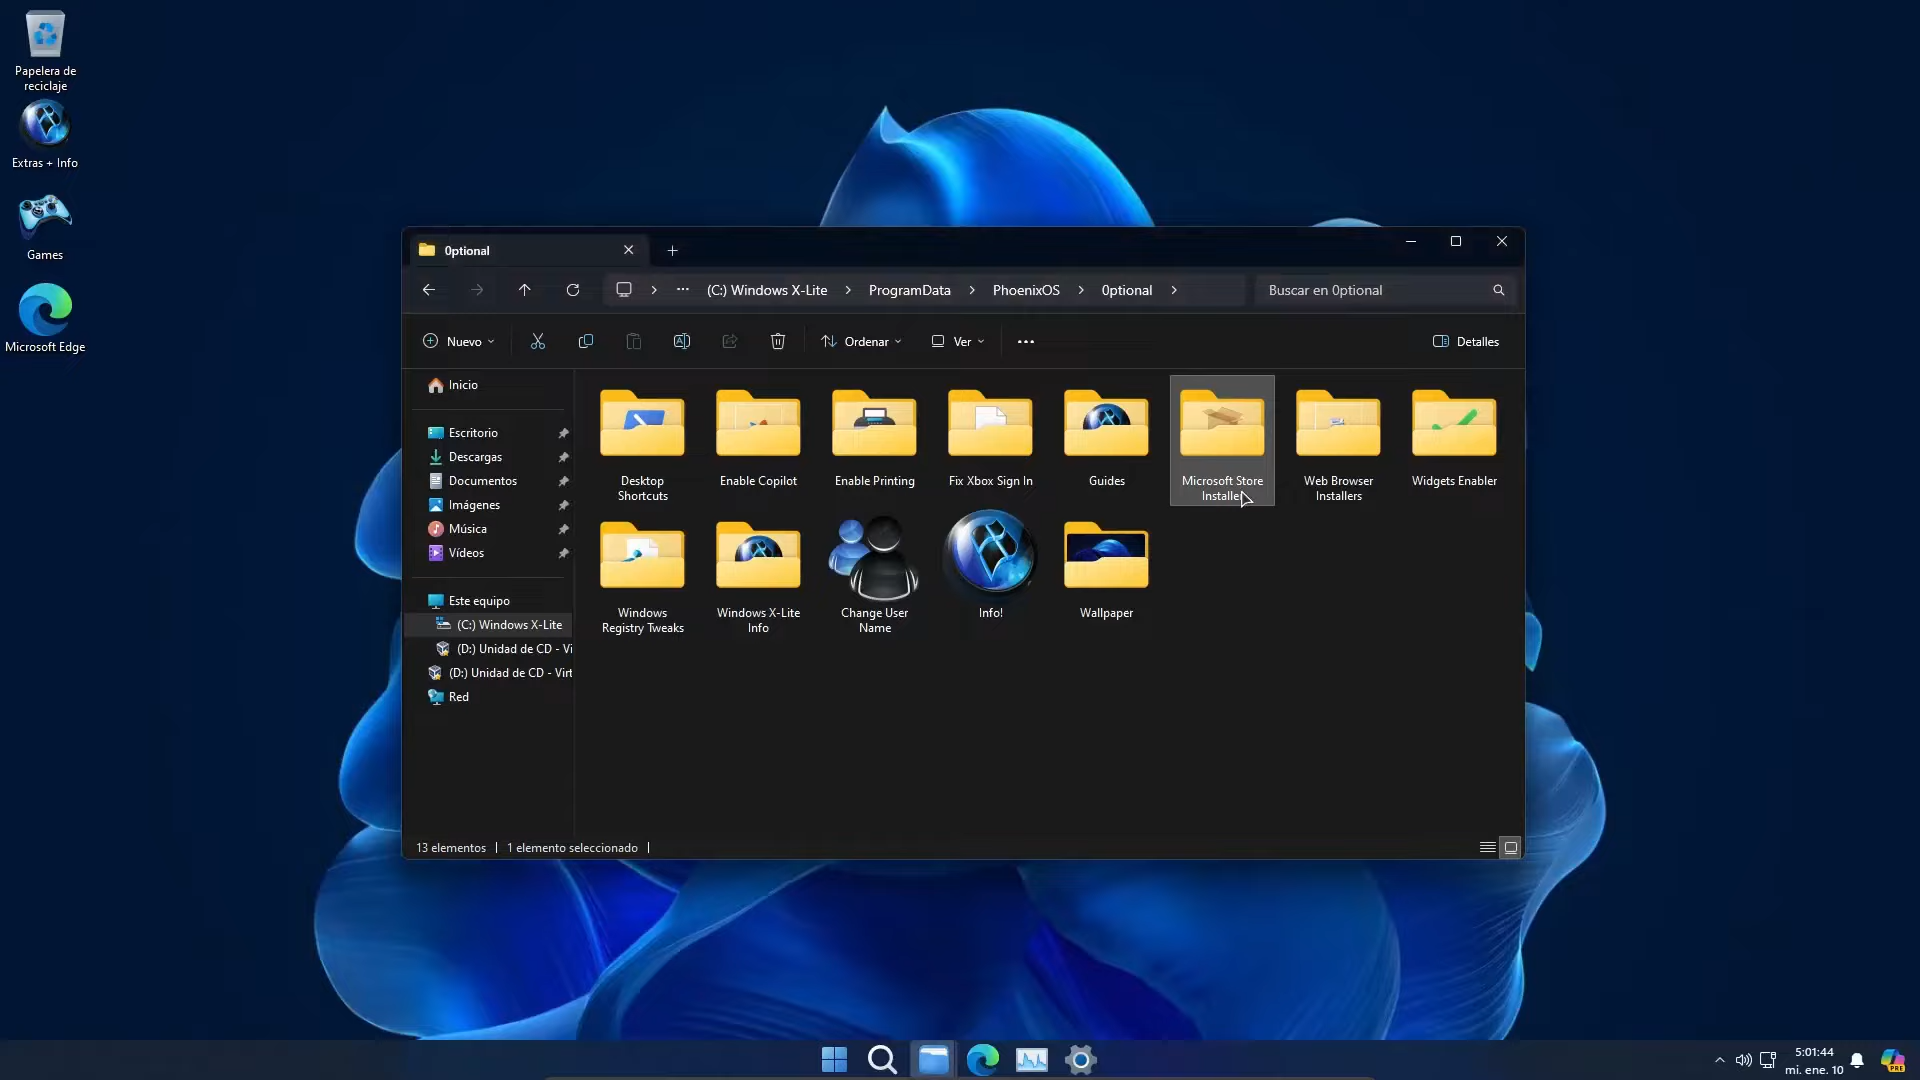 Papelera de
reciclaje
Extras + Info
Games
Microsoft Edge
0ptional
(C:) Windows X-Lite
ProgramData
PhoenixOS
0ptional
Buscar en 0ptional
Nuevo
Ordenar
Ver
Detalles
Inicio
Escritorio
Descargas
Documentos
Imágenes
Música
Vídeos
Este equipo
(C:) Windows X-Lite
(D:) Unidad de CD - Vi
(D:) Unidad de CD - Virt
Red
Desktop
Shortcuts
Enable Copilot
Enable Printing
Fix Xbox Sign In
Guides
Microsoft Store
Web Browser
Installers
Widgets Enabler
Windows
Registry Tweaks
Windows X-Lite
Info
Change User
Name
Info!
Wallpaper
13 elementos
1 elemento seleccionado
5:01:44
mi. ene. 10
PRE